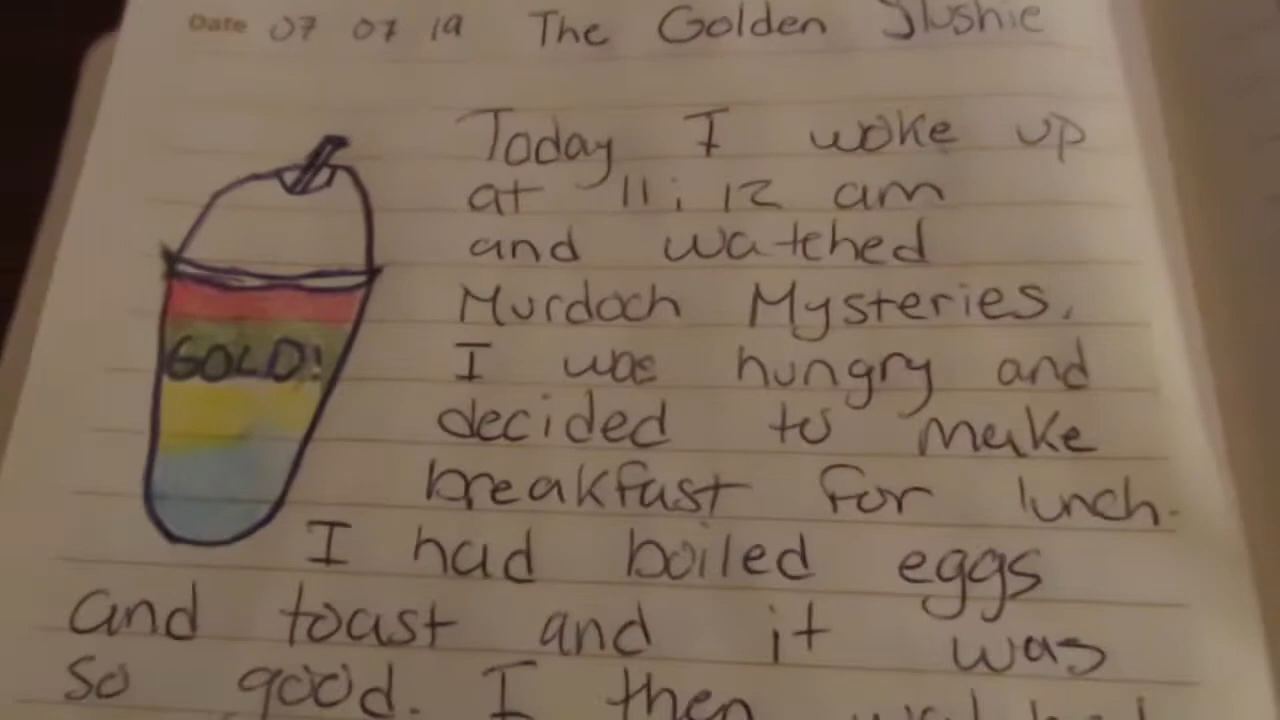 Date 07 07 19 The Golden Slushie
Today I woke up
at 11:12 am
and watched
Murdoch Mysteries.
GOLD!
I was hungry and
decided to make
breakfast for lunch.
I had boiled eggs
and toast and it was
so good. I then